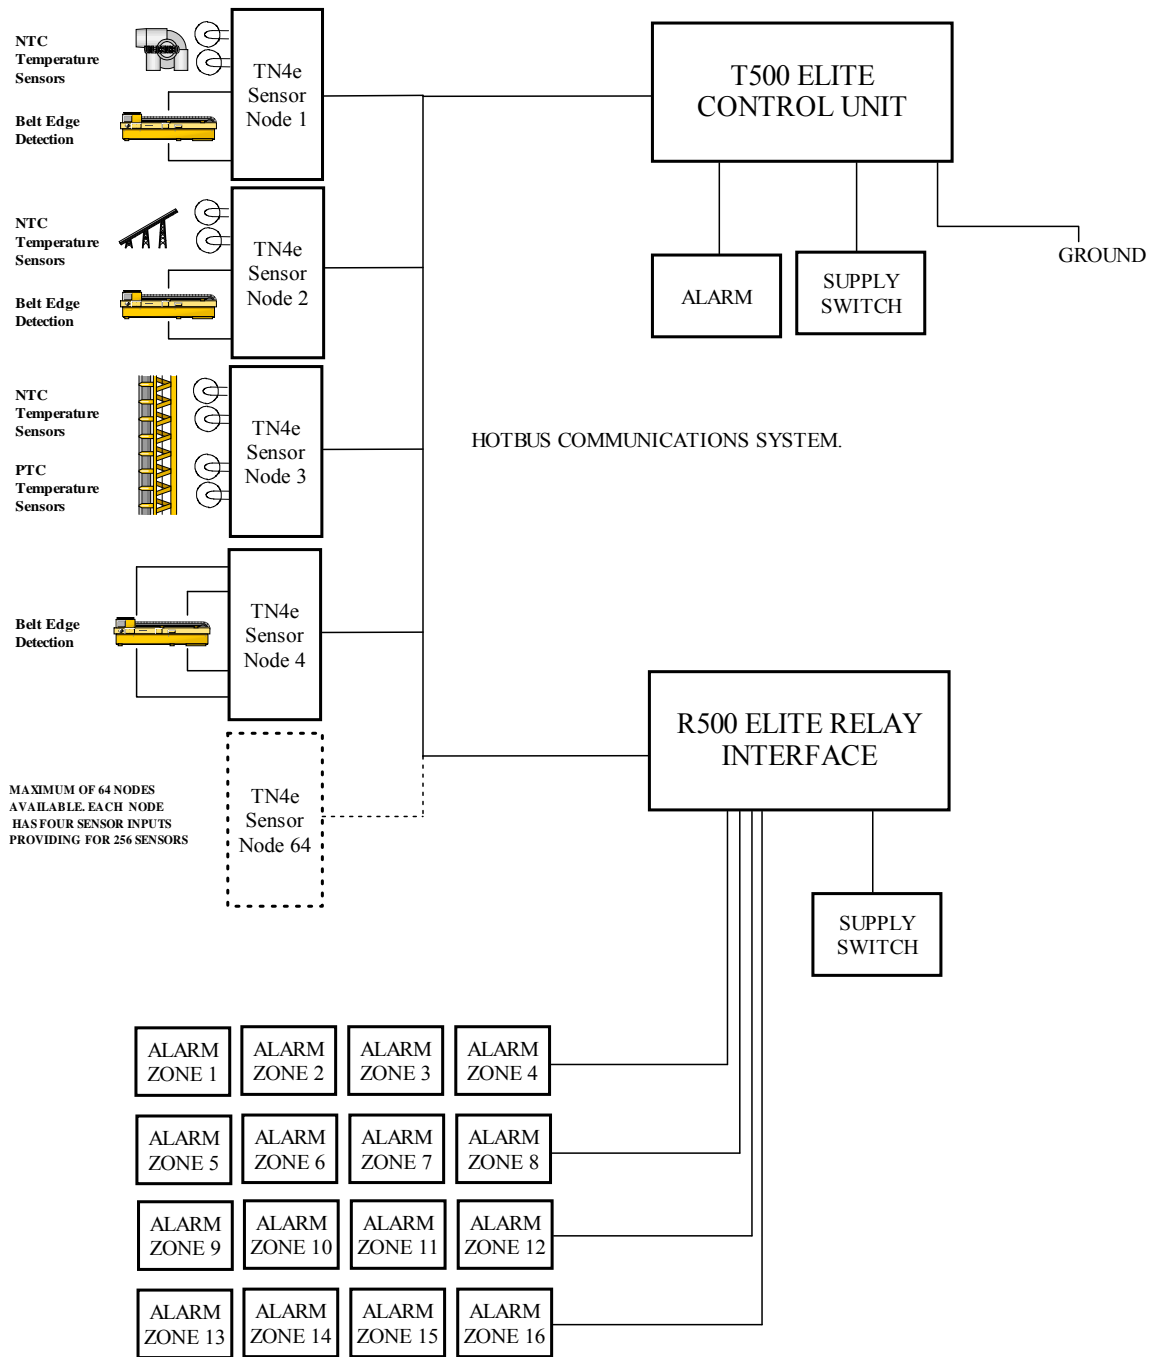 NTC
Temperature
Sensors
Belt Edge
Detection
TN4e
Sensor
Node 1
T500 ELITE
CONTROL UNIT
NTC
Temperature
Sensors
Belt Edge
Detection
TN4e
Sensor
Node 2
ALARM
SUPPLY
SWITCH
GROUND
NTC
Temperature
Sensors
PTC
Temperature
Sensors
TN4e
Sensor
Node 3
HOTBUS COMMUNICATIONS SYSTEM.
Belt Edge
Detection
TN4e
Sensor
Node 4
R500 ELITE RELAY
INTERFACE
MAXIMUM OF 64 NODES
AVAILABLE. EACH NODE
HAS FOUR SENSOR INPUTS
PROVIDING FOR 256 SENSORS
TN4e
Sensor
Node 64
SUPPLY
SWITCH
ALARM
ZONE 1
ALARM
ZONE 2
ALARM
ZONE 3
ALARM
ZONE 4
ALARM
ZONE 5
ALARM
ZONE 6
ALARM
ZONE 7
ALARM
ZONE 8
ALARM
ZONE 9
ALARM
ZONE 10
ALARM
ZONE 11
ALARM
ZONE 12
ALARM
ZONE 13
ALARM
ZONE 14
ALARM
ZONE 15
ALARM
ZONE 16